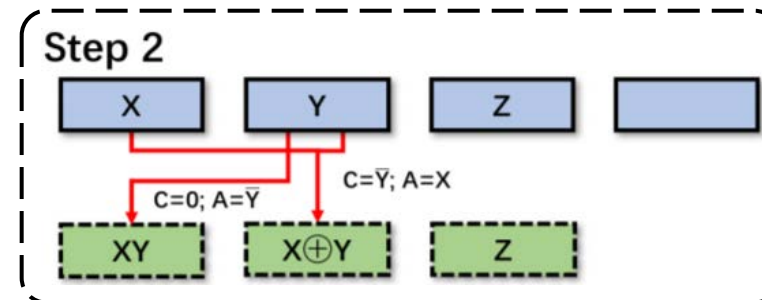 Step 2
X Y Z
C=0; A=Y̅
C=Y̅; A=X
XY X⊕Y Z